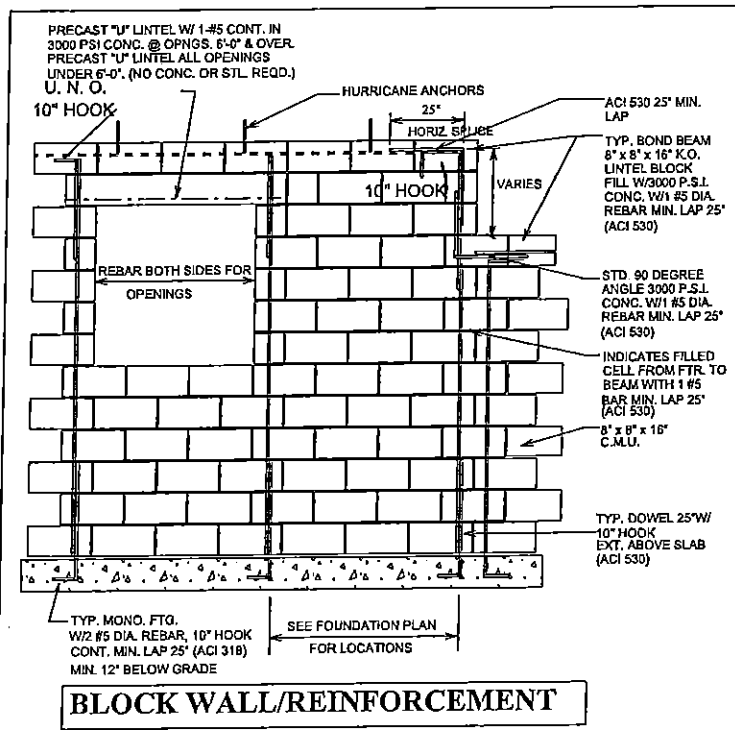 PRECAST "U" LINTEL W/ 1-#5 CONT. IN
3000 PSI CONC. @ OPNGS. 6'-0" & OVER.
PRECAST "U" LINTEL ALL OPENINGS
UNDER 6'-0". (NO CONC. OR STL. REQD.)
U. N. O.
10" HOOK
HURRICANE ANCHORS
25"
HORIZ. SPLICE
10" HOOK
VARIES
ACI 530 25" MIN.
LAP
TYP. BOND BEAM
8" x 8" x 16" K.O.
LINTEL BLOCK
FILL W/3000 P.S.I.
CONC. W/1 #5 DIA.
REBAR MIN. LAP 25"
(ACI 530)
REBAR BOTH SIDES FOR
OPENINGS
STD. 90 DEGREE
ANGLE 3000 P.S.I.
CONC. W/1 #5 DIA.
REBAR MIN. LAP 25"
(ACI 530)
INDICATES FILLED
CELL FROM FTR. TO
BEAM WITH 1 #5
BAR MIN. LAP 25"
(ACI 530)
8" x 8" x 16"
C.M.U.
TYP. DOWEL 25"W/
10" HOOK
EXT. ABOVE SLAB
(ACI 530)
TYP. MONO. FTG.
W/2 #5 DIA. REBAR, 10" HOOK
CONT. MIN. LAP 25" (ACI 318)
MIN. 12" BELOW GRADE
SEE FOUNDATION PLAN
FOR LOCATIONS
BLOCK WALL/REINFORCEMENT